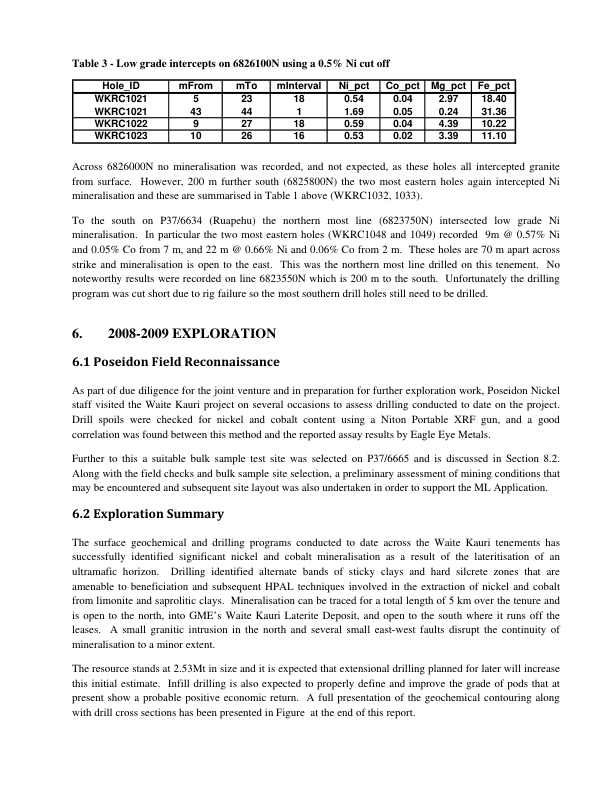 Table 3 - Low grade intercepts on 6826100N using a 0.5% Ni cut off
Hole_ID mFrom mTo mInterval Ni_pct Co_pct Mg_pct Fe_pct
WKRC1021 5 23 18 0.54 0.04 2.97 18.40
WKRC1021 43 44 1 1.69 0.05 0.24 31.36
WKRC1022 9 27 18 0.59 0.04 4.39 10.22
WKRC1023 10 26 16 0.53 0.02 3.39 11.10
Across 6826000N no mineralisation was recorded, and not expected, as these holes all intercepted granite
from surface. However, 200 m further south (6825800N) the two most eastern holes again intercepted Ni
mineralisation and these are summarised in Table 1 above (WKRC1032, 1033).
To the south on P37/6634 (Ruapehu) the northern most line (6823750N) intersected low grade Ni
mineralisation. In particular the two most eastern holes (WKRC1048 and 1049) recorded 9m @ 0.57% Ni
and 0.05% Co from 7 m, and 22 m @ 0.66% Ni and 0.06% Co from 2 m. These holes are 70 m apart across
strike and mineralisation is open to the east. This was the northern most line drilled on this tenement. No
noteworthy results were recorded on line 6823550N which is 200 m to the south. Unfortunately the drilling
program was cut short due to rig failure so the most southern drill holes still need to be drilled.
6. 2008-2009 EXPLORATION
6.1 Poseidon Field Reconnaissance
As part of due diligence for the joint venture and in preparation for further exploration work, Poseidon Nickel
staff visited the Waite Kauri project on several occasions to assess drilling conducted to date on the project.
Drill spoils were checked for nickel and cobalt content using a Niton Portable XRF gun, and a good
correlation was found between this method and the reported assay results by Eagle Eye Metals.
Further to this a suitable bulk sample test site was selected on P37/6665 and is discussed in Section 8.2.
Along with the field checks and bulk sample site selection, a preliminary assessment of mining conditions that
may be encountered and subsequent site layout was also undertaken in order to support the ML Application.
6.2 Exploration Summary
The surface geochemical and drilling programs conducted to date across the Waite Kauri tenements has
successfully identified significant nickel and cobalt mineralisation as a result of the lateritisation of an
ultramafic horizon. Drilling identified alternate bands of sticky clays and hard silcrete zones that are
amenable to beneficiation and subsequent HPAL techniques involved in the extraction of nickel and cobalt
from limonite and saprolitic clays. Mineralisation can be traced for a total length of 5 km over the tenure and
is open to the north, into GME's Waite Kauri Laterite Deposit, and open to the south where it runs off the
leases. A small granitic intrusion in the north and several small east-west faults disrupt the continuity of
mineralisation to a minor extent.
The resource stands at 2.53Mt in size and it is expected that extensional drilling planned for later will increase
this initial estimate. Infill drilling is also expected to properly define and improve the grade of pods that at
present show a probable positive economic return. A full presentation of the geochemical contouring along
with drill cross sections has been presented in Figure at the end of this report.